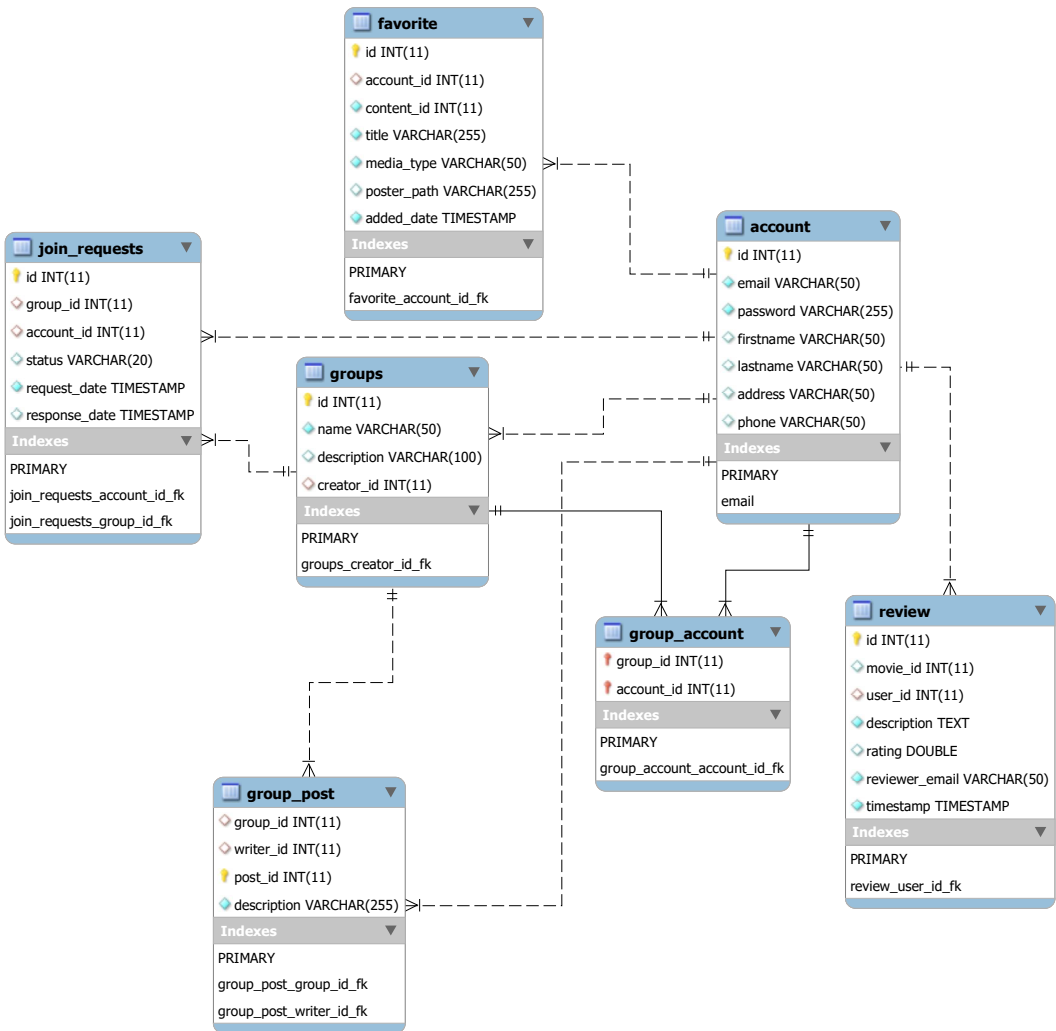 favorite
id INT(11)
account_id INT(11)
content_id INT(11)
title VARCHAR(255)
media_type VARCHAR(50)
poster_path VARCHAR(255)
added_date TIMESTAMP
Indexes
PRIMARY
favorite_account_id_fk
join_requests
id INT(11)
group_id INT(11)
account_id INT(11)
status VARCHAR(20)
request_date TIMESTAMP
response_date TIMESTAMP
Indexes
PRIMARY
join_requests_account_id_fk
join_requests_group_id_fk
account
id INT(11)
email VARCHAR(50)
password VARCHAR(255)
firstname VARCHAR(50)
lastname VARCHAR(50)
address VARCHAR(50)
phone VARCHAR(50)
Indexes
PRIMARY
email
groups
id INT(11)
name VARCHAR(50)
description VARCHAR(100)
creator_id INT(11)
Indexes
PRIMARY
groups_creator_id_fk
group_account
group_id INT(11)
account_id INT(11)
Indexes
PRIMARY
group_account_account_id_fk
review
id INT(11)
movie_id INT(11)
user_id INT(11)
description TEXT
rating DOUBLE
reviewer_email VARCHAR(50)
timestamp TIMESTAMP
Indexes
PRIMARY
review_user_id_fk
group_post
group_id INT(11)
writer_id INT(11)
post_id INT(11)
description VARCHAR(255)
Indexes
PRIMARY
group_post_group_id_fk
group_post_writer_id_fk